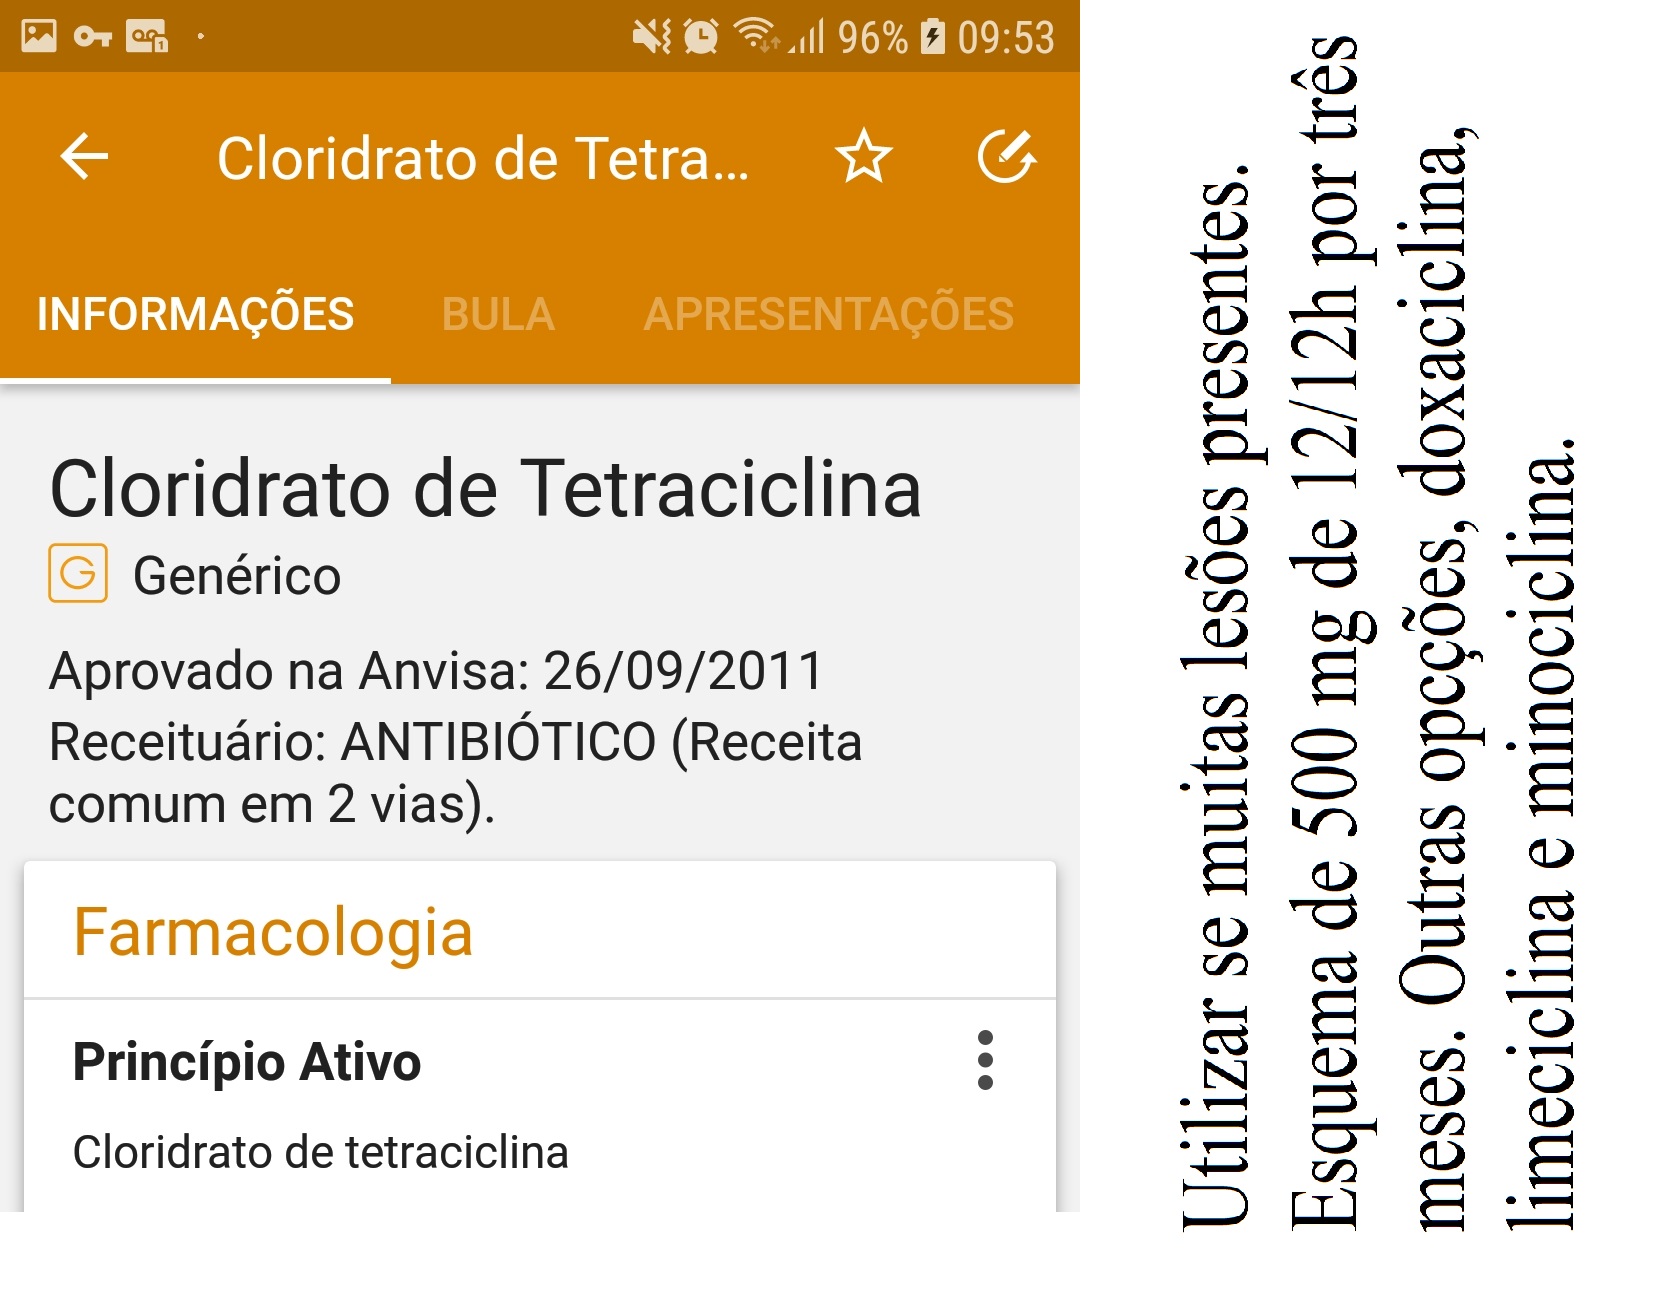 96% 09:53
Cloridrato de Tetra...
INFORMAÇÕES BULA APRESENTAÇÕES
Cloridrato de Tetraciclina
G Genérico
Aprovado na Anvisa: 26/09/2011
Receituário: ANTIBIÓTICO (Receita
comum em 2 vias).
Farmacologia
Princípio Ativo
Cloridrato de tetraciclina
Utilizar se muitas lesões presentes.
Esquema de 500 mg de 12/12h por três
meses. Outras opcções, doxaciclina,
limeciclina e minociclina.